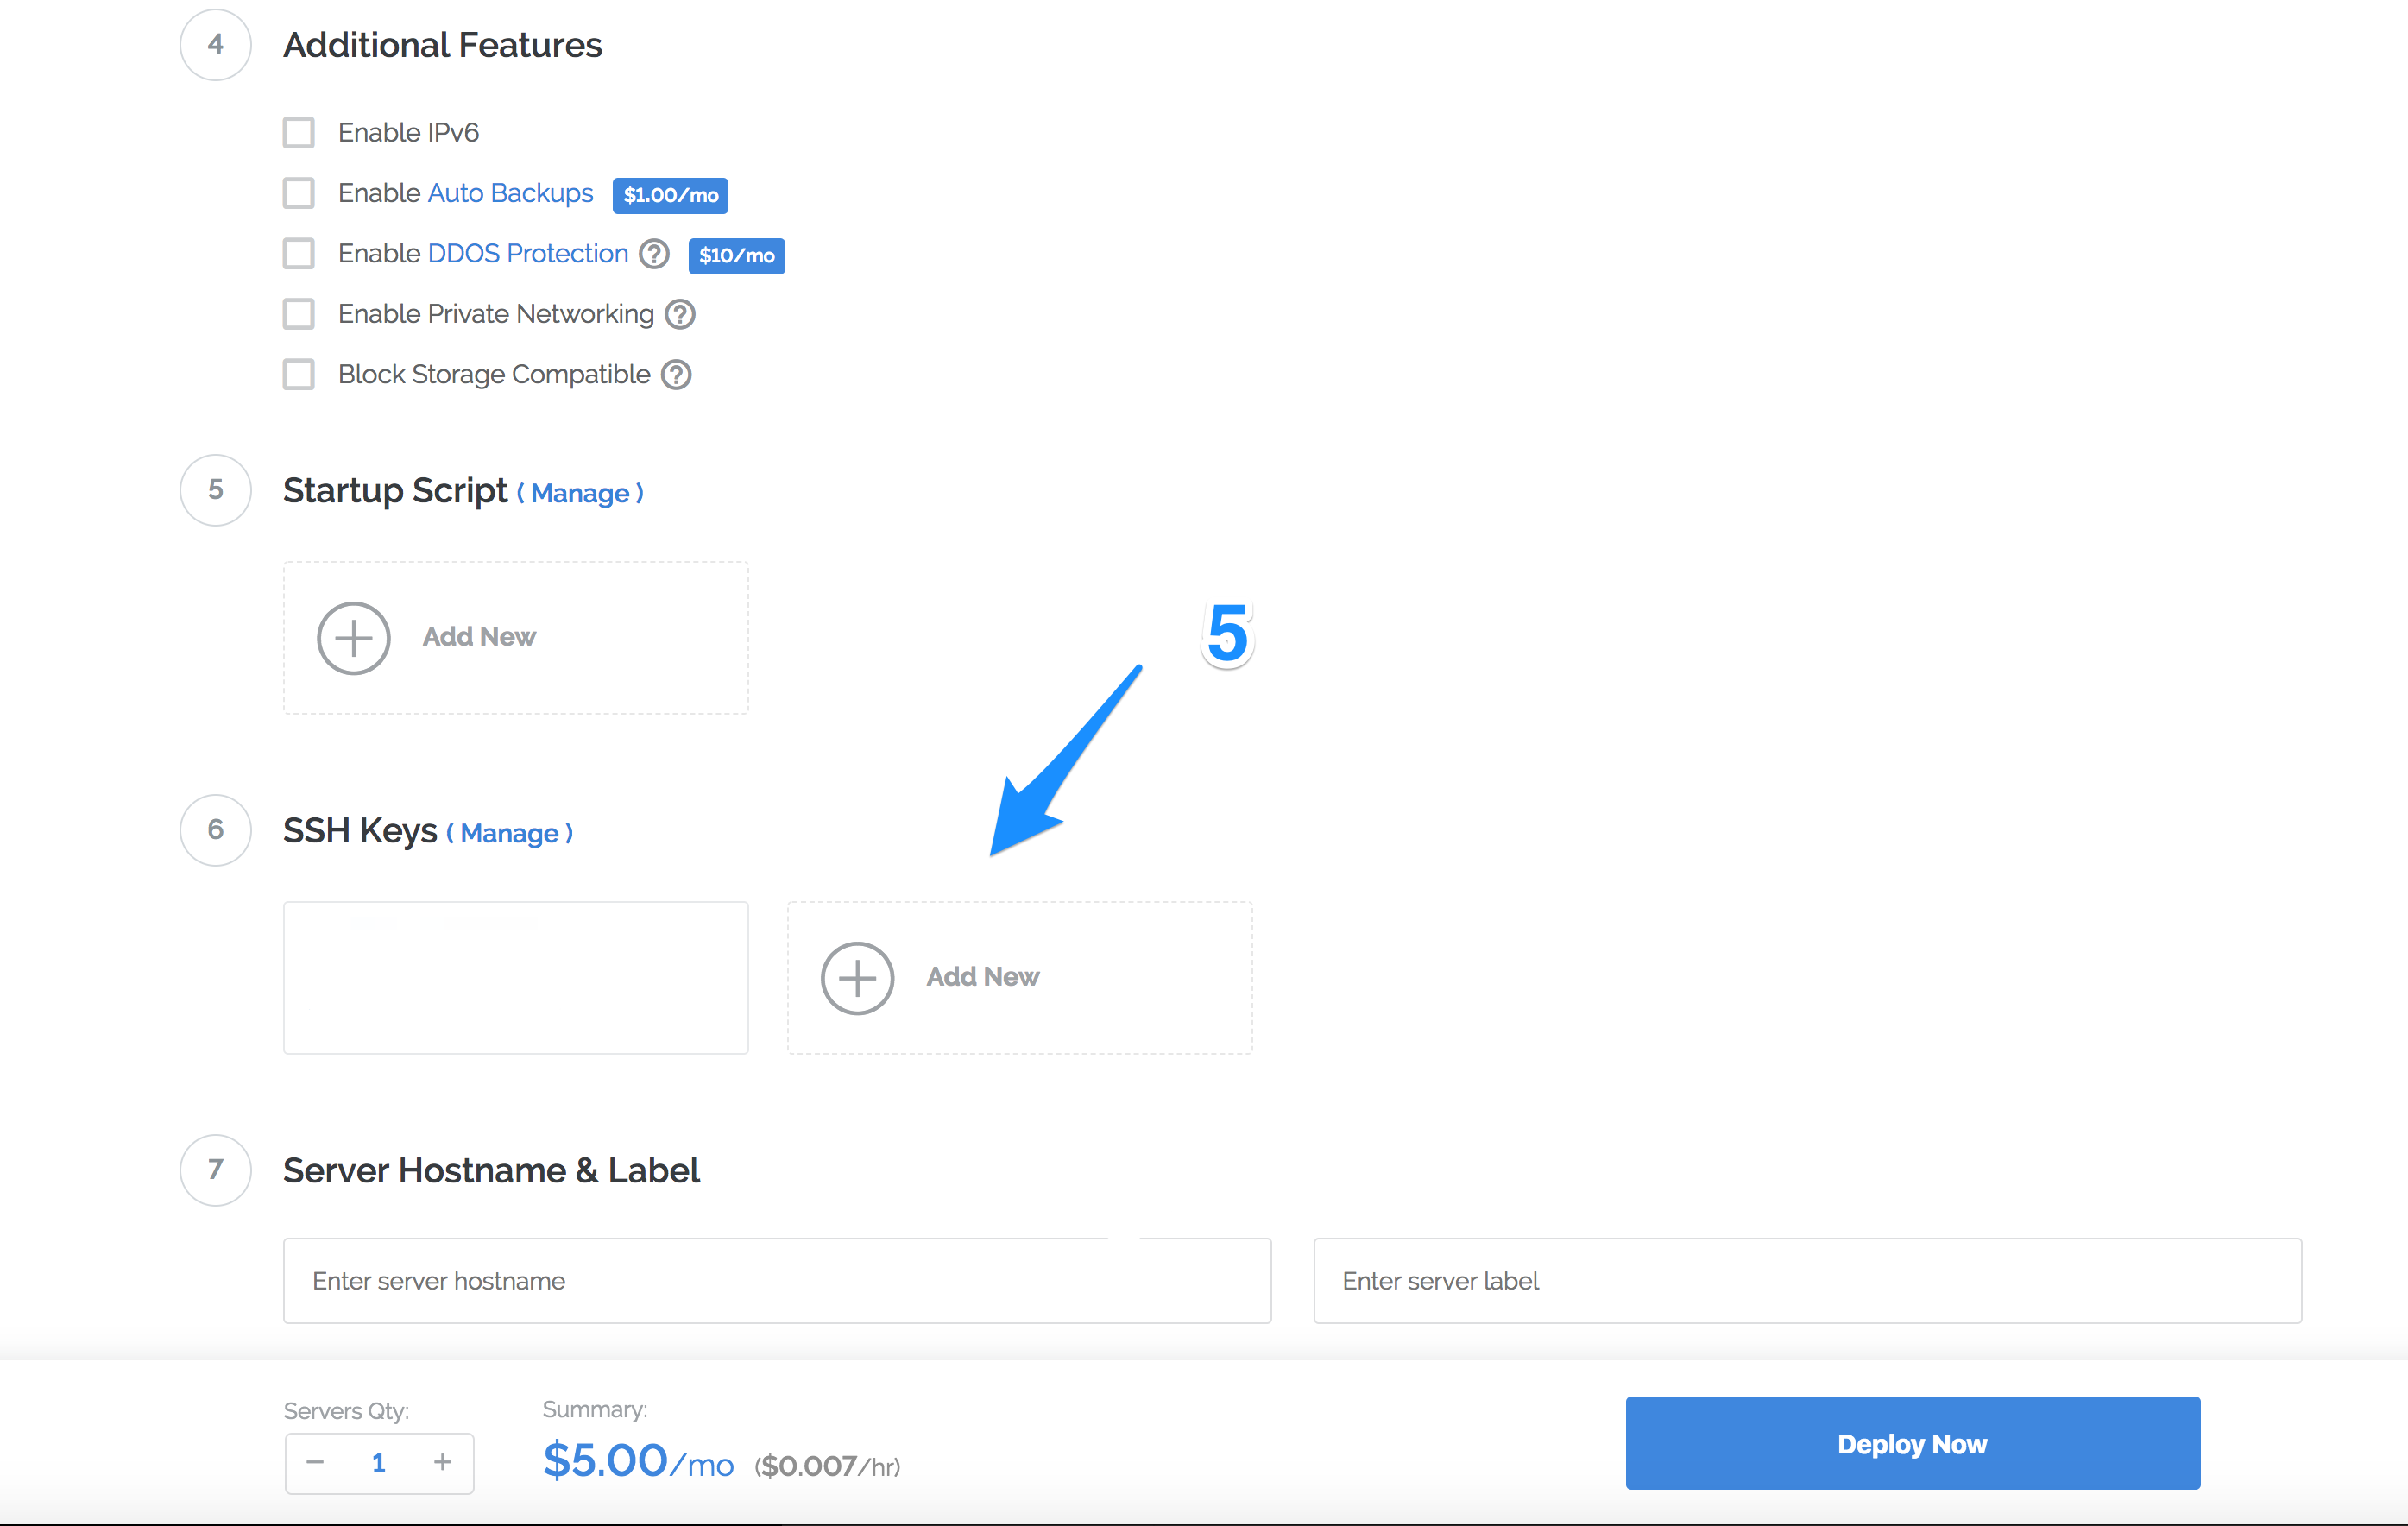 4 Additional Features
Enable IPv6
Enable Auto Backups $1.00/mo
Enable DDOS Protection ? $10/mo
Enable Private Networking ?
Block Storage Compatible ?
5 Startup Script ( Manage )
Add New
5
6 SSH Keys ( Manage )
Add New
7 Server Hostname & Label
Enter server hostname Enter server label
Servers Qty: Summary:
1 $5.00/mo ($0.007/hr)
Deploy Now